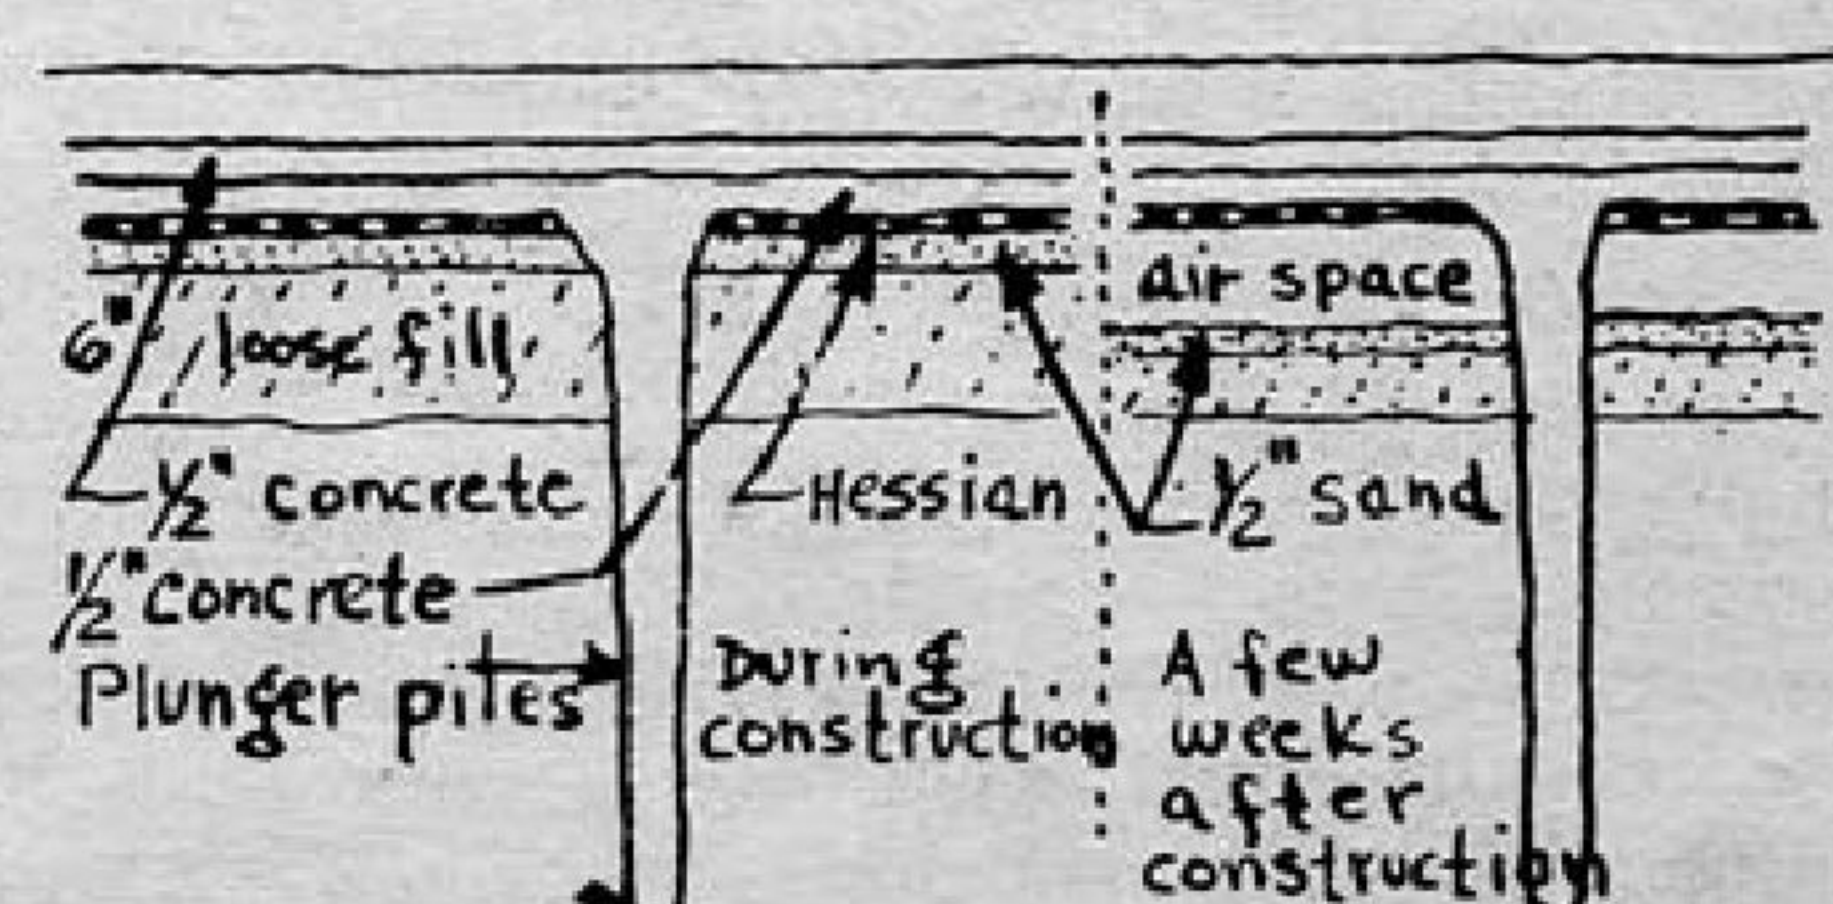 air space
6" loose fill.
½" concrete
Hessian
½" sand
½" concrete
Plunger piles
During
construction
A few
weeks
after
construction